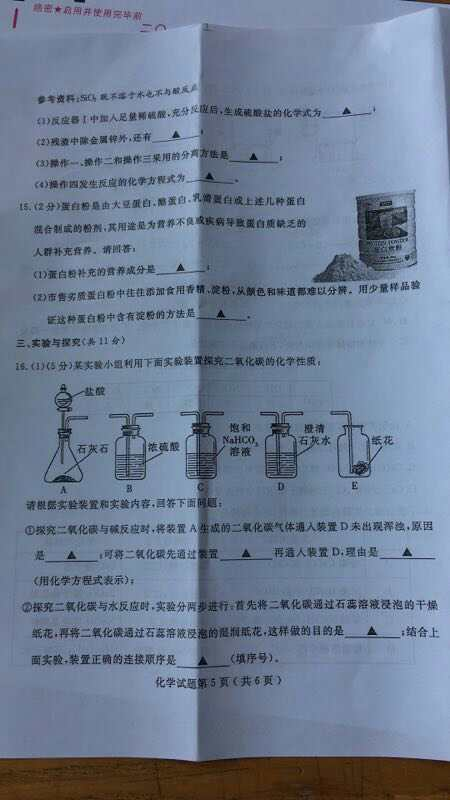 绝密★启用并使用完毕前
参考资料:SiO₂ 既不溶于水也不与酸反应
(1)反应器Ⅰ中加入足量稀硫酸,充分反应后,生成硫酸盐的化学式为 ▲ ;
(2)残渣中除金属锌外,还有 ▲ ;
(3)操作一、操作二和操作三采用的分离方法是 ▲ ;
(4)操作四发生反应的化学方程式为 ▲ 。
15.(2分)蛋白粉是由大豆蛋白、酪蛋白、乳清蛋白或上述几种蛋白
混合制成的粉剂,其用途是为营养不良或疾病导致蛋白质缺乏的
人群补充营养。请回答:
(1)蛋白粉补充的营养成分是 ▲ ;
(2)市售劣质蛋白粉中往往添加食用香精、淀粉,从颜色和味道都难以分辨。用少量样品验
证这种蛋白粉中含有淀粉的方法是 ▲ 。
PROTEIN POWDER
蛋白质粉
三、实验与探究(共11分)
16.(1)(5分)某实验小组利用下面实验装置探究二氧化碳的化学性质:
盐酸
石灰石
A
浓硫酸
B
饱和
NaHCO₃
溶液
C
澄清
石灰水
D
纸花
E
请根据实验装置和实验内容,回答下面问题:
①探究二氧化碳与碱反应时,将装置A生成的二氧化碳气体通入装置D未出现浑浊,原因
是 ▲ ;可将二氧化碳先通过装置 ▲ 再通入装置D,理由是 ▲
(用化学方程式表示);
②探究二氧化碳与水反应时,实验分两步进行:首先将二氧化碳通过石蕊溶液浸泡的干燥
纸花,再将二氧化碳通过石蕊溶液浸泡的湿润纸花,这样做的目的是 ▲ ;结合上
面实验,装置正确的连接顺序是 ▲ (填序号)。
化学试题第5页(共6页)